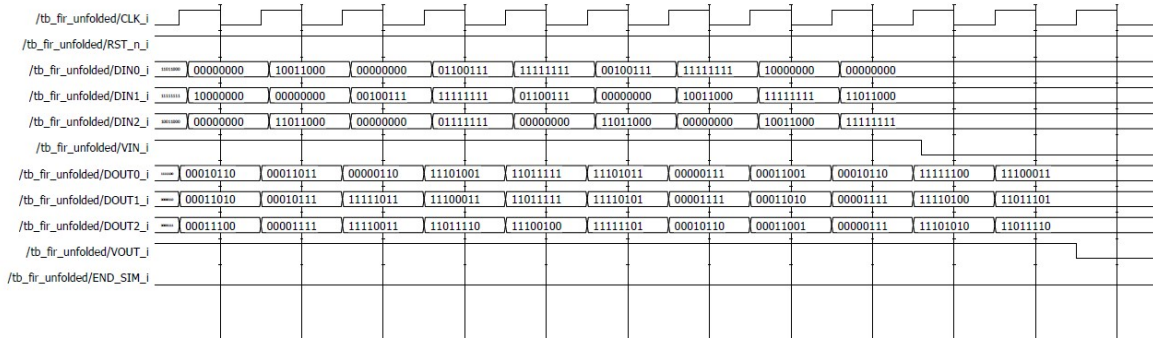 /tb_fir_unfolded/CLK_i
/tb_fir_unfolded/RST_n_i
/tb_fir_unfolded/DIN0_i 00000000 10011000 00000000 01100111 11111111 00100111 11111111 10000000 00000000
/tb_fir_unfolded/DIN1_i 10000000 00000000 00100111 11111111 01100111 00000000 10011000 11111111 11011000
/tb_fir_unfolded/DIN2_i 00000000 11011000 00000000 01111111 00000000 11011000 00000000 10011000 11111111
/tb_fir_unfolded/VIN_i
/tb_fir_unfolded/DOUT0_i 00010110 00011011 00000110 11101001 11011111 11101011 00000111 00011001 00010110 11111100 11100011
/tb_fir_unfolded/DOUT1_i 00011010 00010111 11111011 11100011 11011111 11110101 00001111 00011010 00001111 11110100 11011101
/tb_fir_unfolded/DOUT2_i 00011100 00001111 11110011 11011110 11100100 11111101 00010110 00011001 00000111 11101010 11011110
/tb_fir_unfolded/VOUT_i
/tb_fir_unfolded/END_SIM_i